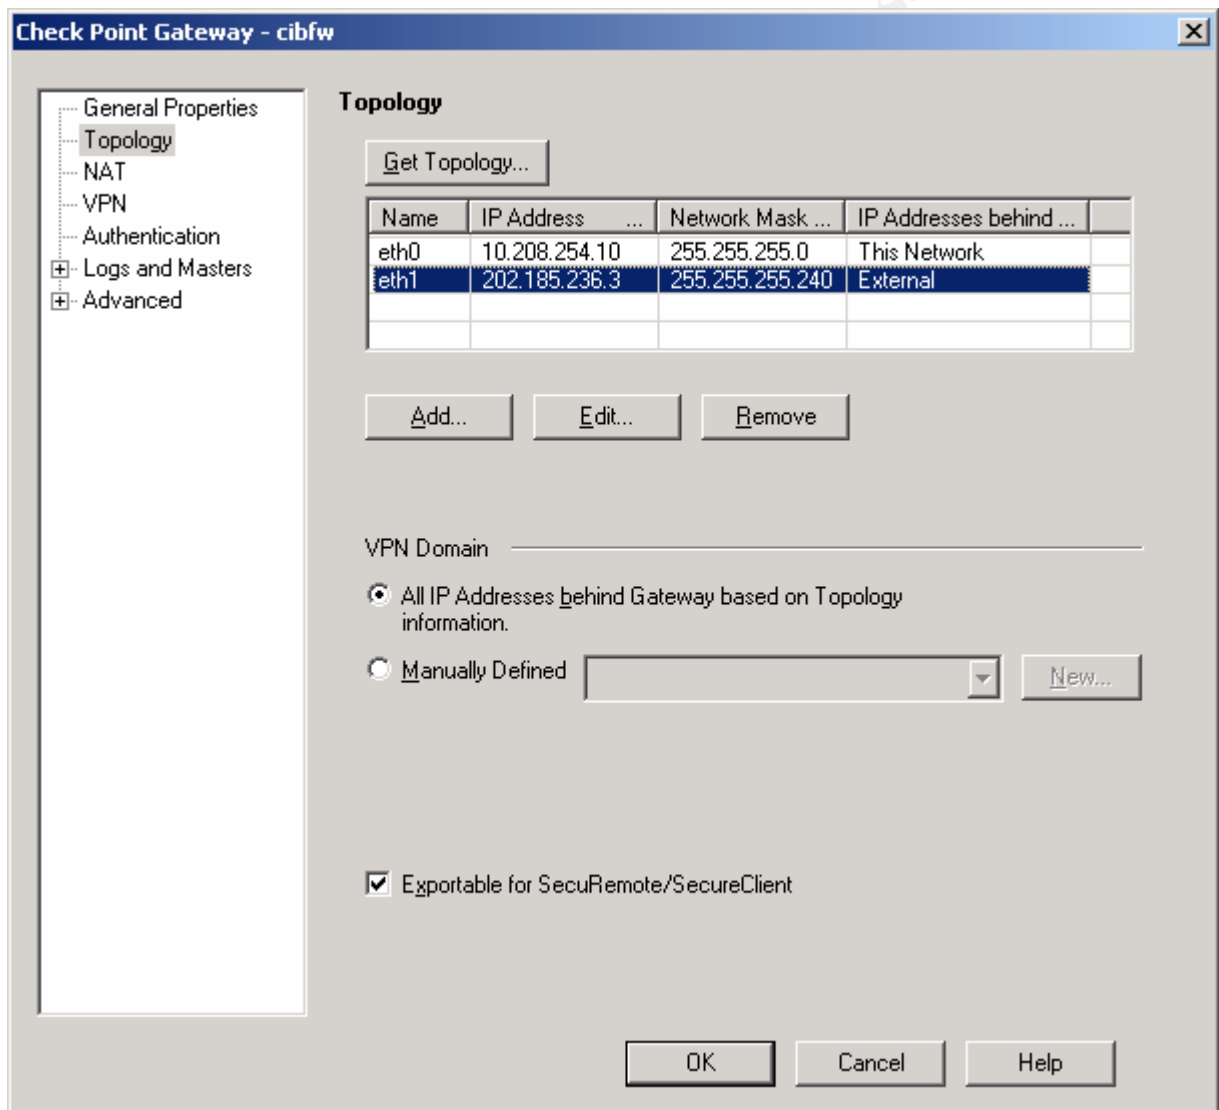 Check Point Gateway - cibfw
General Properties
Topology
NAT
VPN
Authentication
Logs and Masters
Advanced
Topology
Get Topology...
Name IP Address ... Network Mask ... IP Addresses behind ...
eth0 10.208.254.10 255.255.255.0 This Network
eth1 202.185.236.3 255.255.255.240 External
Add... Edit... Remove
VPN Domain
All IP Addresses behind Gateway based on Topology
information.
Manually Defined New...
Exportable for SecuRemote/SecureClient
OK Cancel Help